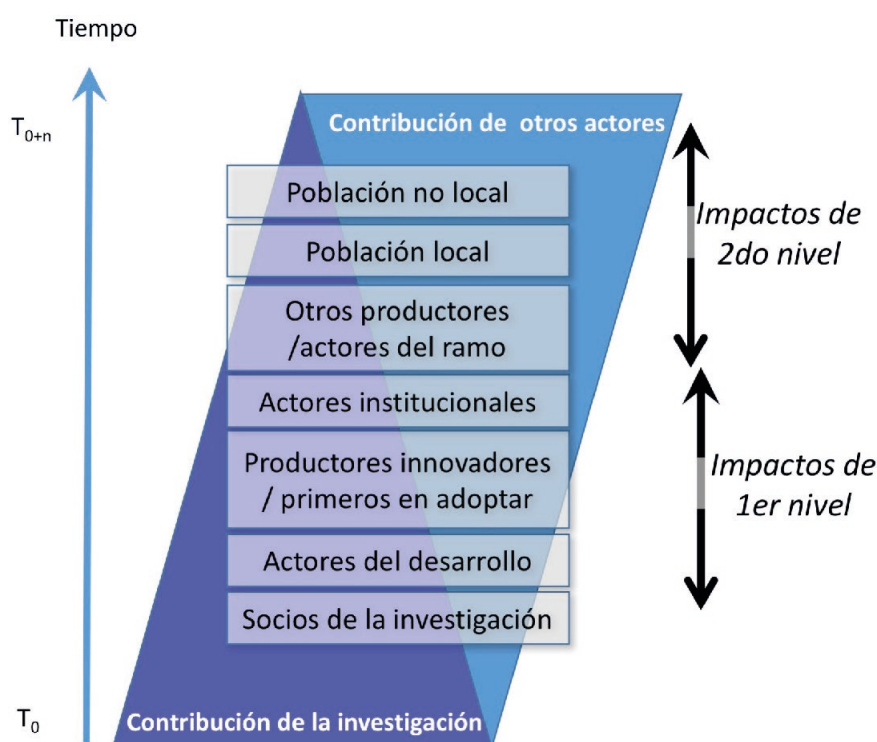 Tiempo
T0+n
Contribución de otros actores
Población no local
Población local
Otros productores
/actores del ramo
Actores institucionales
Productores innovadores
/ primeros en adoptar
Actores del desarrollo
Socios de la investigación
Impactos de
2do nivel
Impactos de
1er nivel
T0
Contribución de la investigación